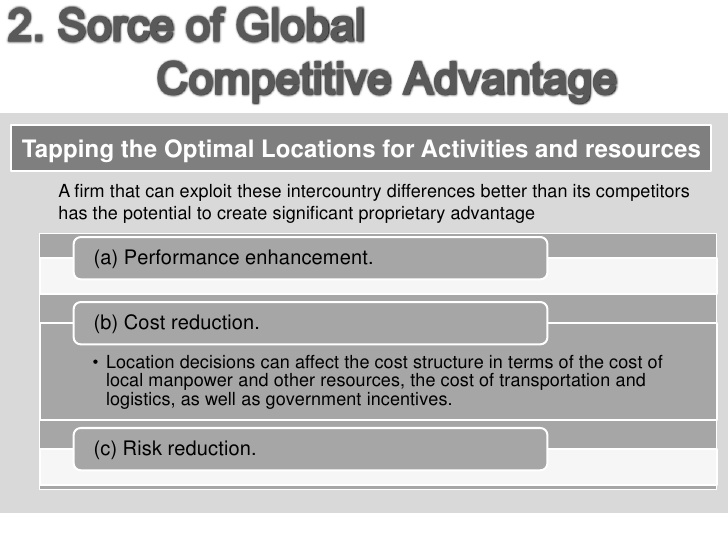 2. Sorce of Global
Competitive Advantage
Tapping the Optimal Locations for Activities and resources
A firm that can exploit these intercountry differences better than its competitors
has the potential to create significant proprietary advantage
(a) Performance enhancement.
(b) Cost reduction.
• Location decisions can affect the cost structure in terms of the cost of
local manpower and other resources, the cost of transportation and
logistics, as well as government incentives.
(c) Risk reduction.